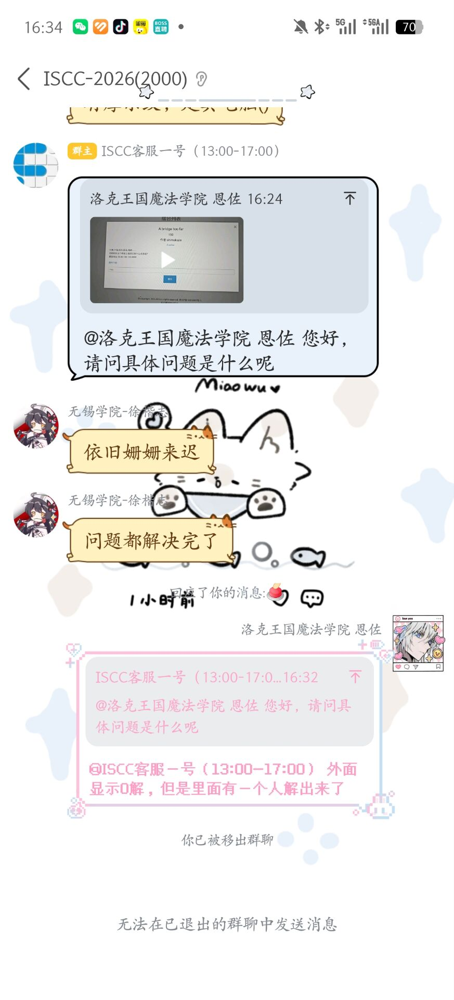 16:34
BOSS
直聘
5G
5GA
70
ISCC-2026(2000)
群主 ISCC客服一号（13:00-17:00）
洛克王国魔法学院 恩佐 16:24
擂台列表
A bridge too far
150
作者:shimakaze
@洛克王国魔法学院 恩佐 您好，
请问具体问题是什么呢
Miao wu
无锡学院-徐楷志
依旧姗姗来迟
无锡学院-徐楷志
问题都解决完了
回应了你的消息:
1小时前
洛克王国魔法学院 恩佐
love you
ISCC客服一号（13:00-17:0...16:32
@洛克王国魔法学院 恩佐 您好，请问具
体问题是什么呢
@ISCC客服一号（13:00-17:00） 外面
显示0解，但是里面有一个人解出来了
你已被移出群聊
无法在已退出的群聊中发送消息